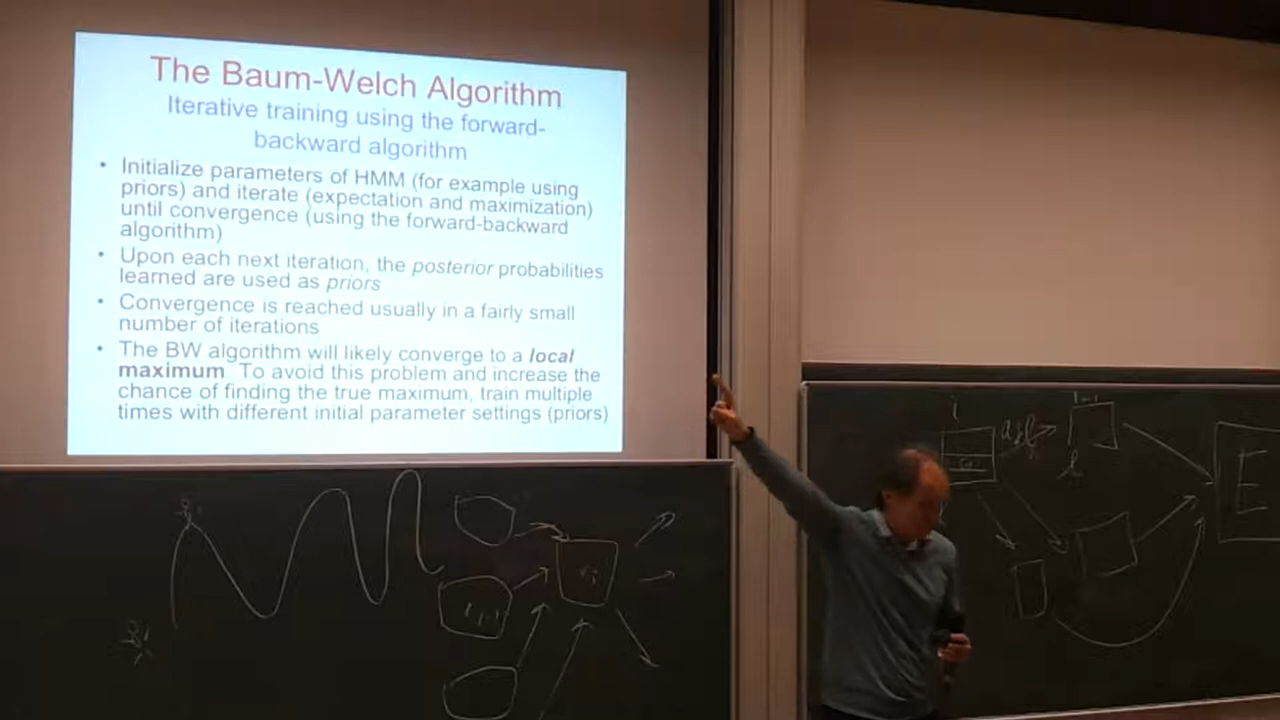 The Baum-Welch Algorithm
Iterative training using the forward-
backward algorithm
• Initialize parameters of HMM (for example using
priors) and iterate (expectation and maximization)
until convergence (using the forward-backward
algorithm)
• Upon each next iteration, the posterior probabilities
learned are used as priors
• Convergence is reached usually in a fairly small
number of iterations
• The BW algorithm will likely converge to a local
maximum. To avoid this problem and increase the
chance of finding the true maximum, train multiple
times with different initial parameter settings (priors)
i
l
E